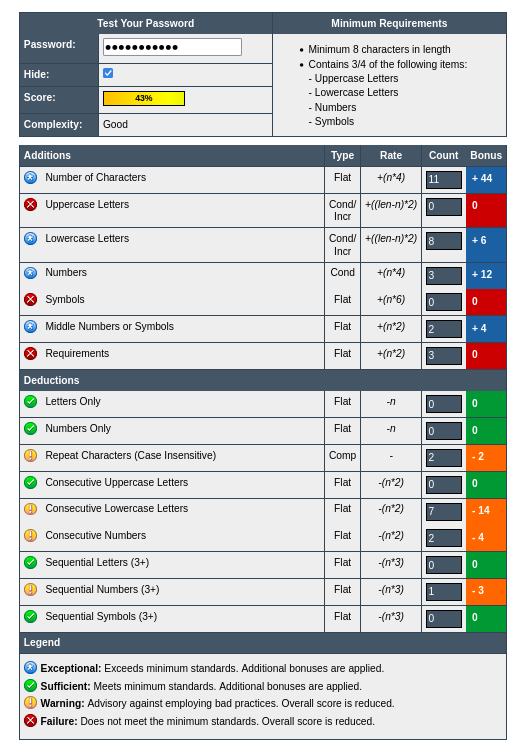 Test Your Password Minimum Requirements
Password: ●●●●●●●●●●●
Hide:
Score: 43%
Complexity: Good
• Minimum 8 characters in length
• Contains 3/4 of the following items:
- Uppercase Letters
- Lowercase Letters
- Numbers
- Symbols
Additions Type Rate Count Bonus
Number of Characters Flat +(n*4) 11 + 44
Uppercase Letters Cond/ +((len-n)*2) 0 0
Incr
Lowercase Letters Cond/ +((len-n)*2) 8 + 6
Incr
Numbers Cond +(n*4) 3 + 12
Symbols Flat +(n*6) 0 0
Middle Numbers or Symbols Flat +(n*2) 2 + 4
Requirements Flat +(n*2) 3 0
Deductions
Letters Only Flat -n 0 0
Numbers Only Flat -n 0 0
Repeat Characters (Case Insensitive) Comp - 2 - 2
Consecutive Uppercase Letters Flat -(n*2) 0 0
Consecutive Lowercase Letters Flat -(n*2) 7 - 14
Consecutive Numbers Flat -(n*2) 2 - 4
Sequential Letters (3+) Flat -(n*3) 0 0
Sequential Numbers (3+) Flat -(n*3) 1 - 3
Sequential Symbols (3+) Flat -(n*3) 0 0
Legend
Exceptional: Exceeds minimum standards. Additional bonuses are applied.
Sufficient: Meets minimum standards. Additional bonuses are applied.
Warning: Advisory against employing bad practices. Overall score is reduced.
Failure: Does not meet the minimum standards. Overall score is reduced.